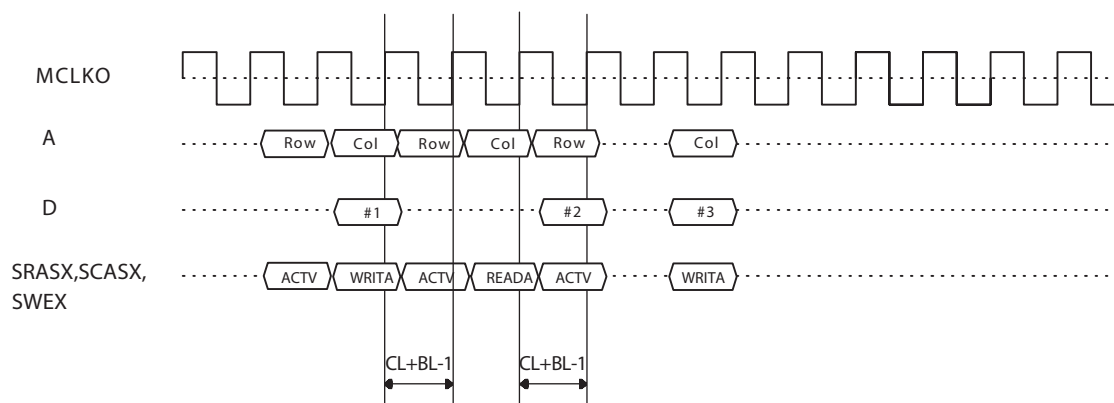 MCLKO
A Row Col Row Col Row Col
D #1 #2 #3
SRASX,SCASX,
SWEX
ACTV WRITA ACTV READA ACTV WRITA
CL+BL-1 CL+BL-1